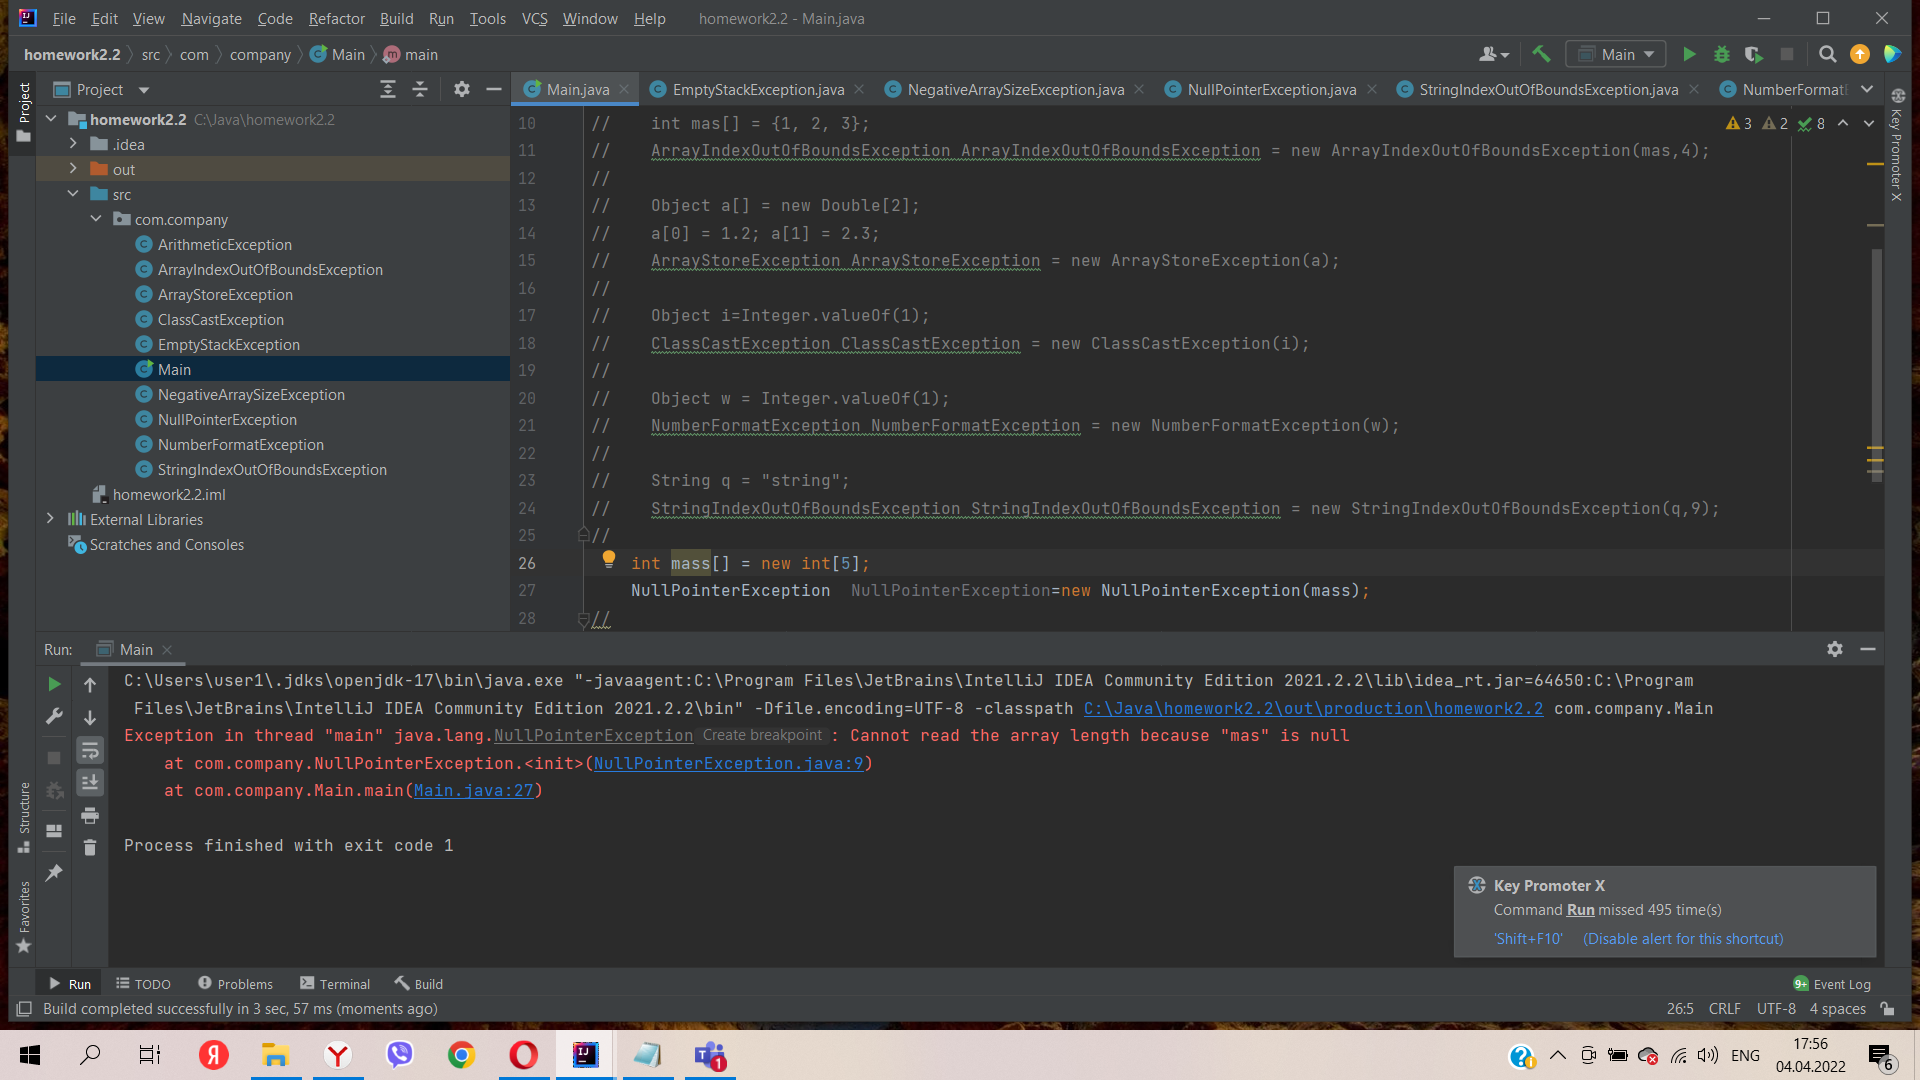 File Edit View Navigate Code Refactor Build Run Tools VCS Window Help homework2.2 - Main.java
homework2.2 src com company Main main
Main
Project
Main.java EmptyStackException.java NegativeArraySizeException.java NullPointerException.java StringIndexOutOfBoundsException.java NumberFormat
Project
Key Promoter X
homework2.2 C:\Java\homework2.2
.idea
out
src
com.company
ArithmeticException
ArrayIndexOutOfBoundsException
ArrayStoreException
ClassCastException
EmptyStackException
Main
NegativeArraySizeException
NullPointerException
NumberFormatException
StringIndexOutOfBoundsException
homework2.2.iml
External Libraries
Scratches and Consoles
3 2 8
10 // int mas[] = {1, 2, 3};
11 // ArrayIndexOutOfBoundsException ArrayIndexOutOfBoundsException = new ArrayIndexOutOfBoundsException(mas,4);
12 //
13 // Object a[] = new Double[2];
14 // a[0] = 1.2; a[1] = 2.3;
15 // ArrayStoreException ArrayStoreException = new ArrayStoreException(a);
16 //
17 // Object i=Integer.valueOf(1);
18 // ClassCastException ClassCastException = new ClassCastException(i);
19 //
20 // Object w = Integer.valueOf(1);
21 // NumberFormatException NumberFormatException = new NumberFormatException(w);
22 //
23 // String q = "string";
24 // StringIndexOutOfBoundsException StringIndexOutOfBoundsException = new StringIndexOutOfBoundsException(q,9);
25 //
26 int mass[] = new int[5];
27 NullPointerException NullPointerException=new NullPointerException(mass);
28 //
Run: Main
C:\Users\user1\.jdks\openjdk-17\bin\java.exe "-javaagent:C:\Program Files\JetBrains\IntelliJ IDEA Community Edition 2021.2.2\lib\idea_rt.jar=64650:C:\Program
Files\JetBrains\IntelliJ IDEA Community Edition 2021.2.2\bin" -Dfile.encoding=UTF-8 -classpath C:\Java\homework2.2\out\production\homework2.2 com.company.Main
Exception in thread "main" java.lang.NullPointerException Create breakpoint : Cannot read the array length because "mas" is null
at com.company.NullPointerException.<init>(NullPointerException.java:9)
at com.company.Main.main(Main.java:27)
Process finished with exit code 1
Structure
Favorites
Key Promoter X
Command Run missed 495 time(s)
'Shift+F10' (Disable alert for this shortcut)
Run TODO Problems Terminal Build
9+ Event Log
Build completed successfully in 3 sec, 57 ms (moments ago)
26:5 CRLF UTF-8 4 spaces
ENG
17:56
04.04.2022
6
1